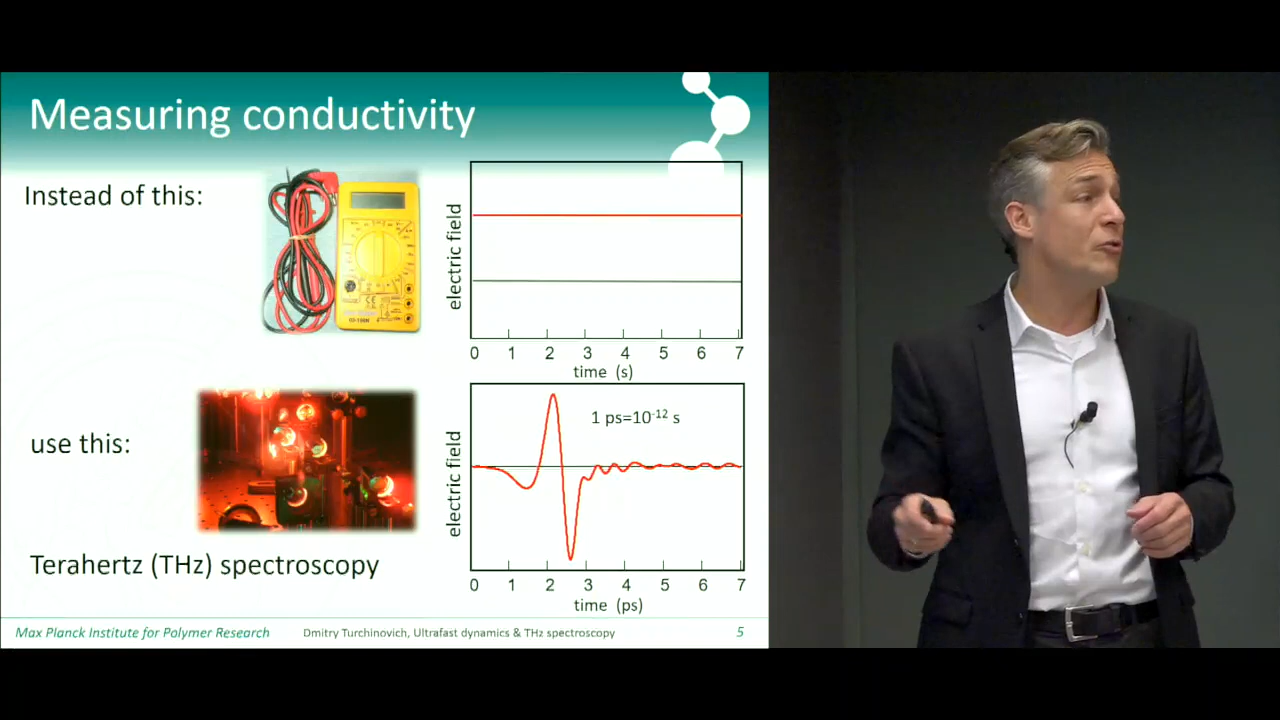 Measuring conductivity
Instead of this:
electric field
0 1 2 3 4 5 6 7
time (s)
use this:
1 ps=10⁻¹² s
electric field
0 1 2 3 4 5 6 7
time (ps)
Terahertz (THz) spectroscopy
Max Planck Institute for Polymer Research
Dmitry Turchinovich, Ultrafast dynamics & THz spectroscopy
5